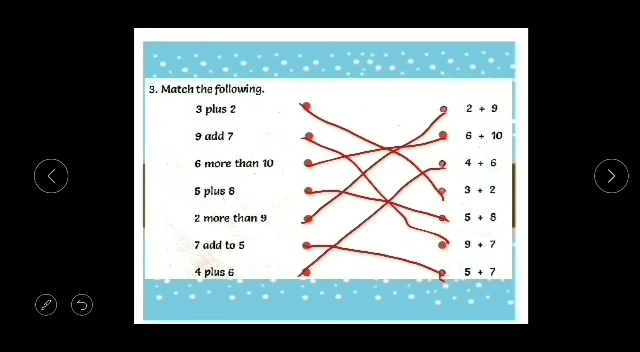 3. Match the following.
3 plus 2 2 + 9
9 add 7 6 + 10
6 more than 10 4 + 6
5 plus 8 3 + 2
2 more than 9 5 + 8
7 add to 5 9 + 7
4 plus 6 5 + 7